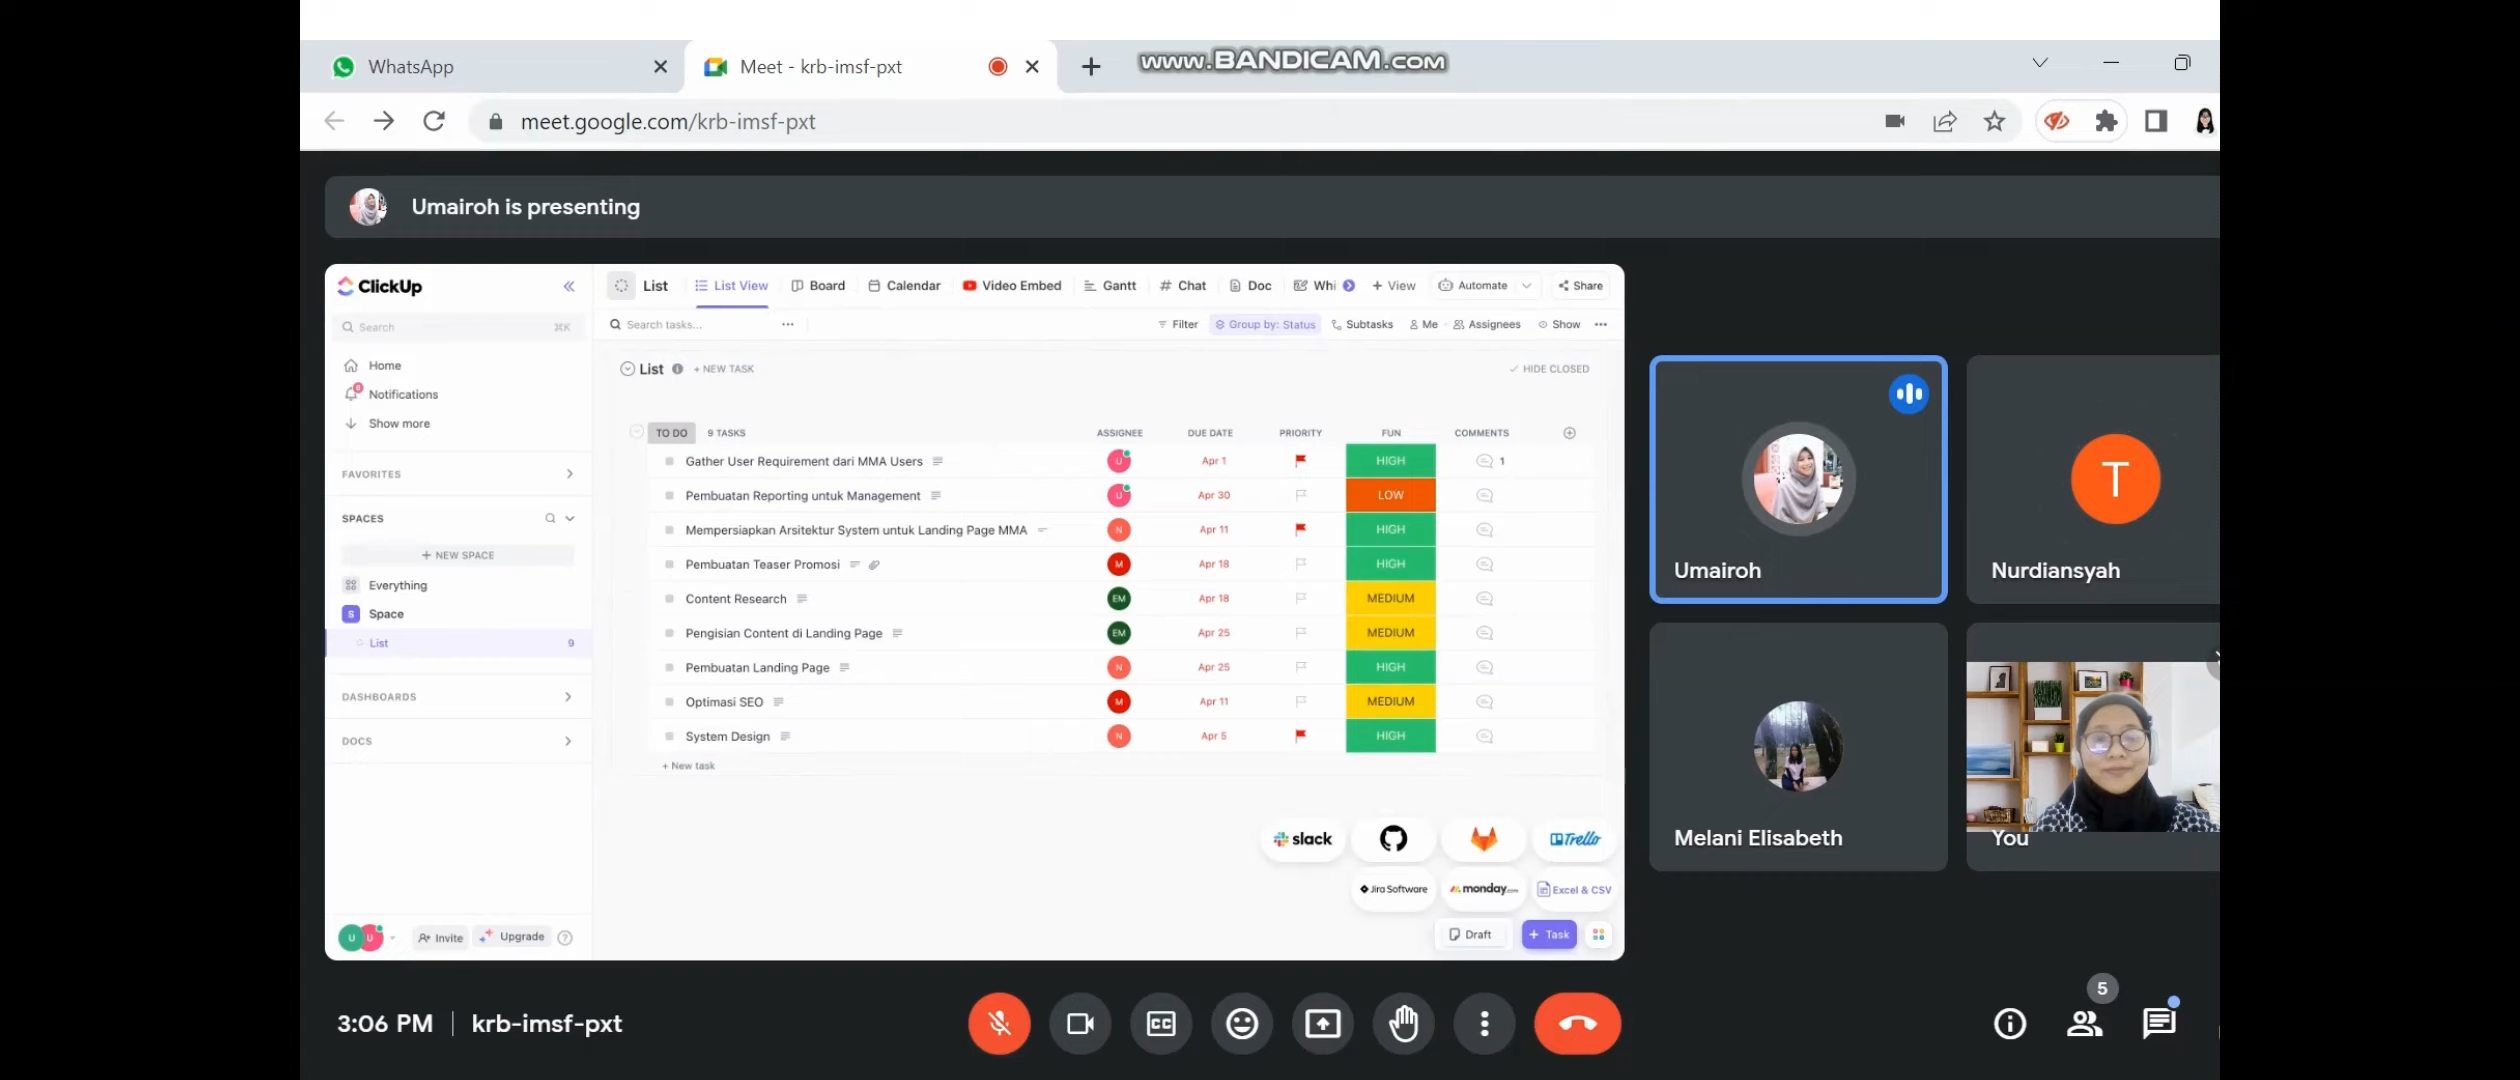 WhatsApp
Meet - krb-imsf-pxt
www.BANDICAM.com
meet.google.com/krb-imsf-pxt
Umairoh is presenting
ClickUp
List
List View
Board
Calendar
Video Embed
Gantt
# Chat
Doc
Whi
+ View
Automate
Share
Search
⌘K
Search tasks...
Filter
Group by: Status
Subtasks
Me
Assignees
Show
Home
Notifications
Show more
FAVORITES
SPACES
+ NEW SPACE
Everything
S Space
List 9
DASHBOARDS
DOCS
List + NEW TASK
HIDE CLOSED
TO DO 9 TASKS ASSIGNEE DUE DATE PRIORITY FUN COMMENTS
Gather User Requirement dari MMA Users U Apr 1 HIGH 1
Pembuatan Reporting untuk Management U Apr 30 LOW
Mempersiapkan Arsitektur System untuk Landing Page MMA N Apr 11 HIGH
Pembuatan Teaser Promosi M Apr 18 HIGH
Content Research EM Apr 18 MEDIUM
Pengisian Content di Landing Page EM Apr 25 MEDIUM
Pembuatan Landing Page N Apr 25 HIGH
Optimasi SEO M Apr 11 MEDIUM
System Design N Apr 5 HIGH
+ New task
slack
Trello
Jira Software
monday.com
Excel & CSV
U U
Invite
Upgrade
?
Draft
+ Task
Umairoh
T
Nurdiansyah
Melani Elisabeth
You
3:06 PM | krb-imsf-pxt
CC
5